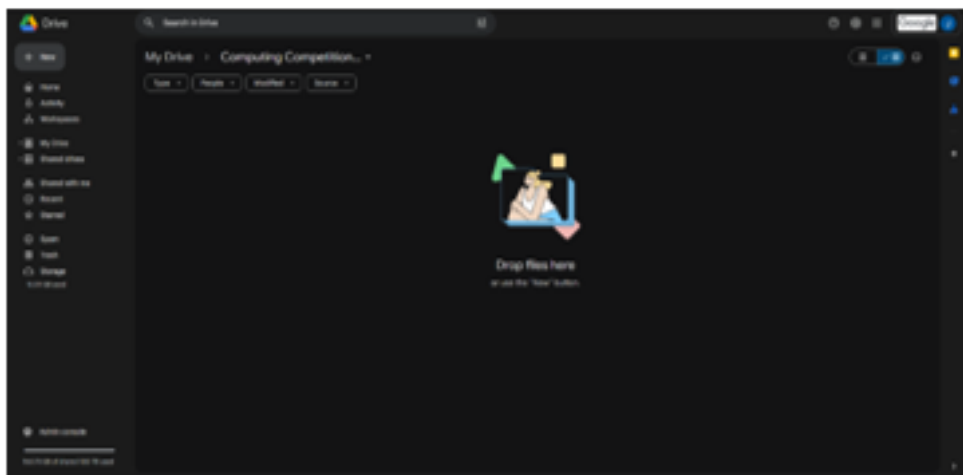 Drive
Search in Drive
Google
New
My Drive > Computing Competition...
Type
People
Modified
Source
Home
Activity
Workspaces
My Drive
Shared drives
Shared with me
Recent
Starred
Spam
Trash
Storage
Drop files here
or use the "New" button.
Admin console